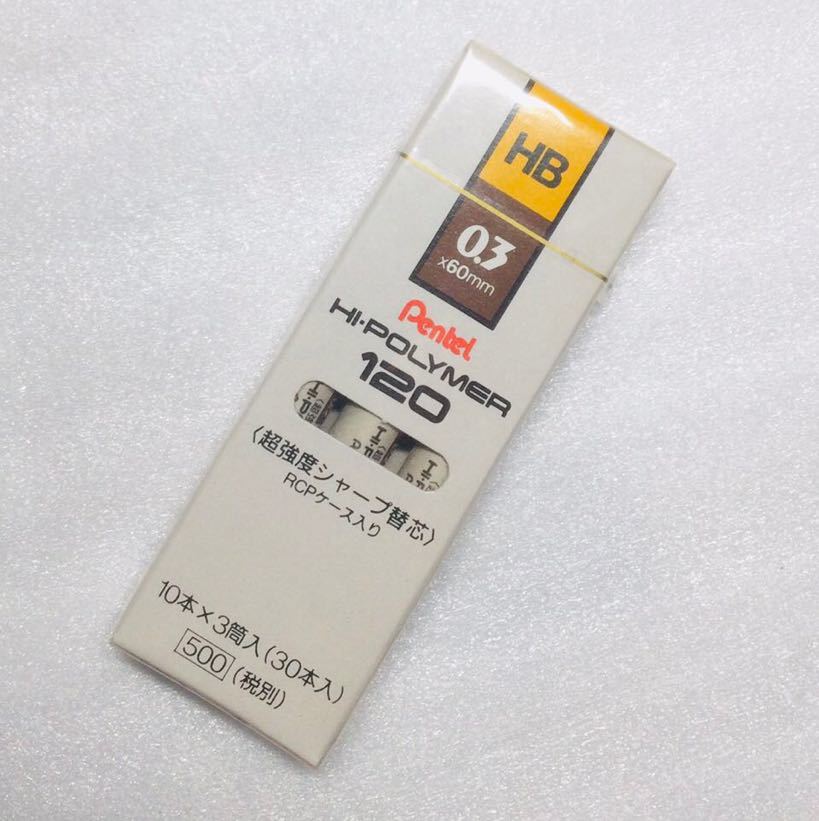 HB
0.3
×60mm
Pentel
HI-POLYMER
120
〈超強度シャープ替芯〉
RCPケース入り
10本×3筒入(30本入)
500(税別)